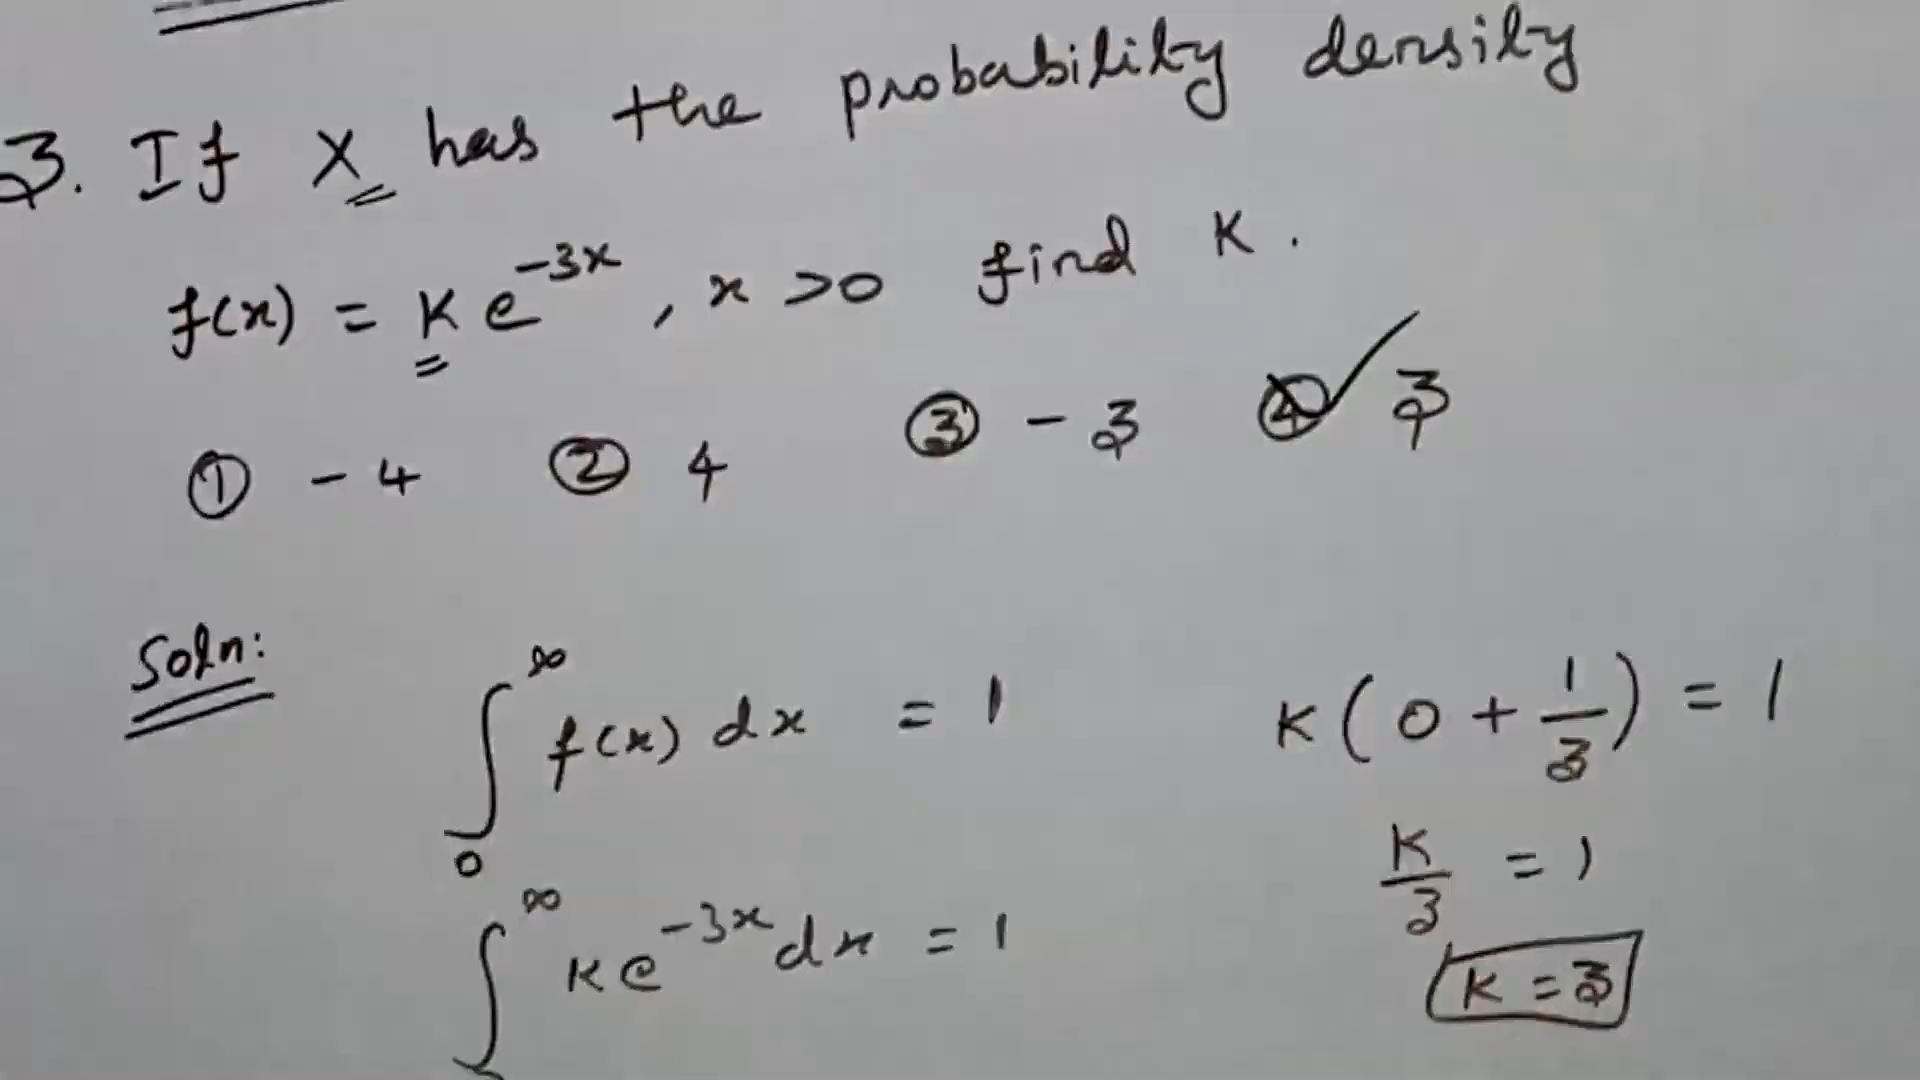 3. If X has the probability density
f(x) = K e^{-3x}, x >0 find K.
① - 4 ② 4 ③ - 3 ④ ✓ 3
Soln:
∫_0^∞ f(x) dx = 1
∫^∞ K e^{-3x} dx = 1
K ( 0 + 1/3 ) = 1
K/3 = 1
K = 3